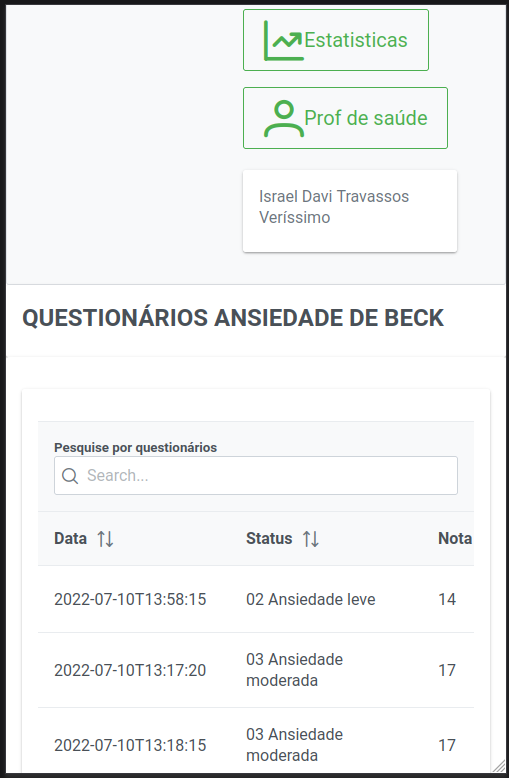 Estatisticas
Prof de saúde
Israel Davi Travassos
Veríssimo
QUESTIONÁRIOS ANSIEDADE DE BECK
Pesquise por questionários
Search...
Data Status Nota
2022-07-10T13:58:15 02 Ansiedade leve 14
2022-07-10T13:17:20 03 Ansiedade
moderada 17
2022-07-10T13:18:15 03 Ansiedade
moderada 17